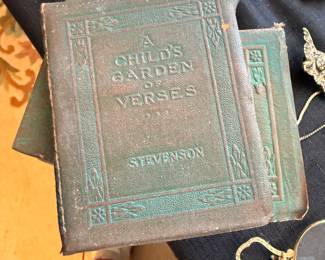 A
CHILD'S
GARDEN
OF
VERSES
STEVENSON